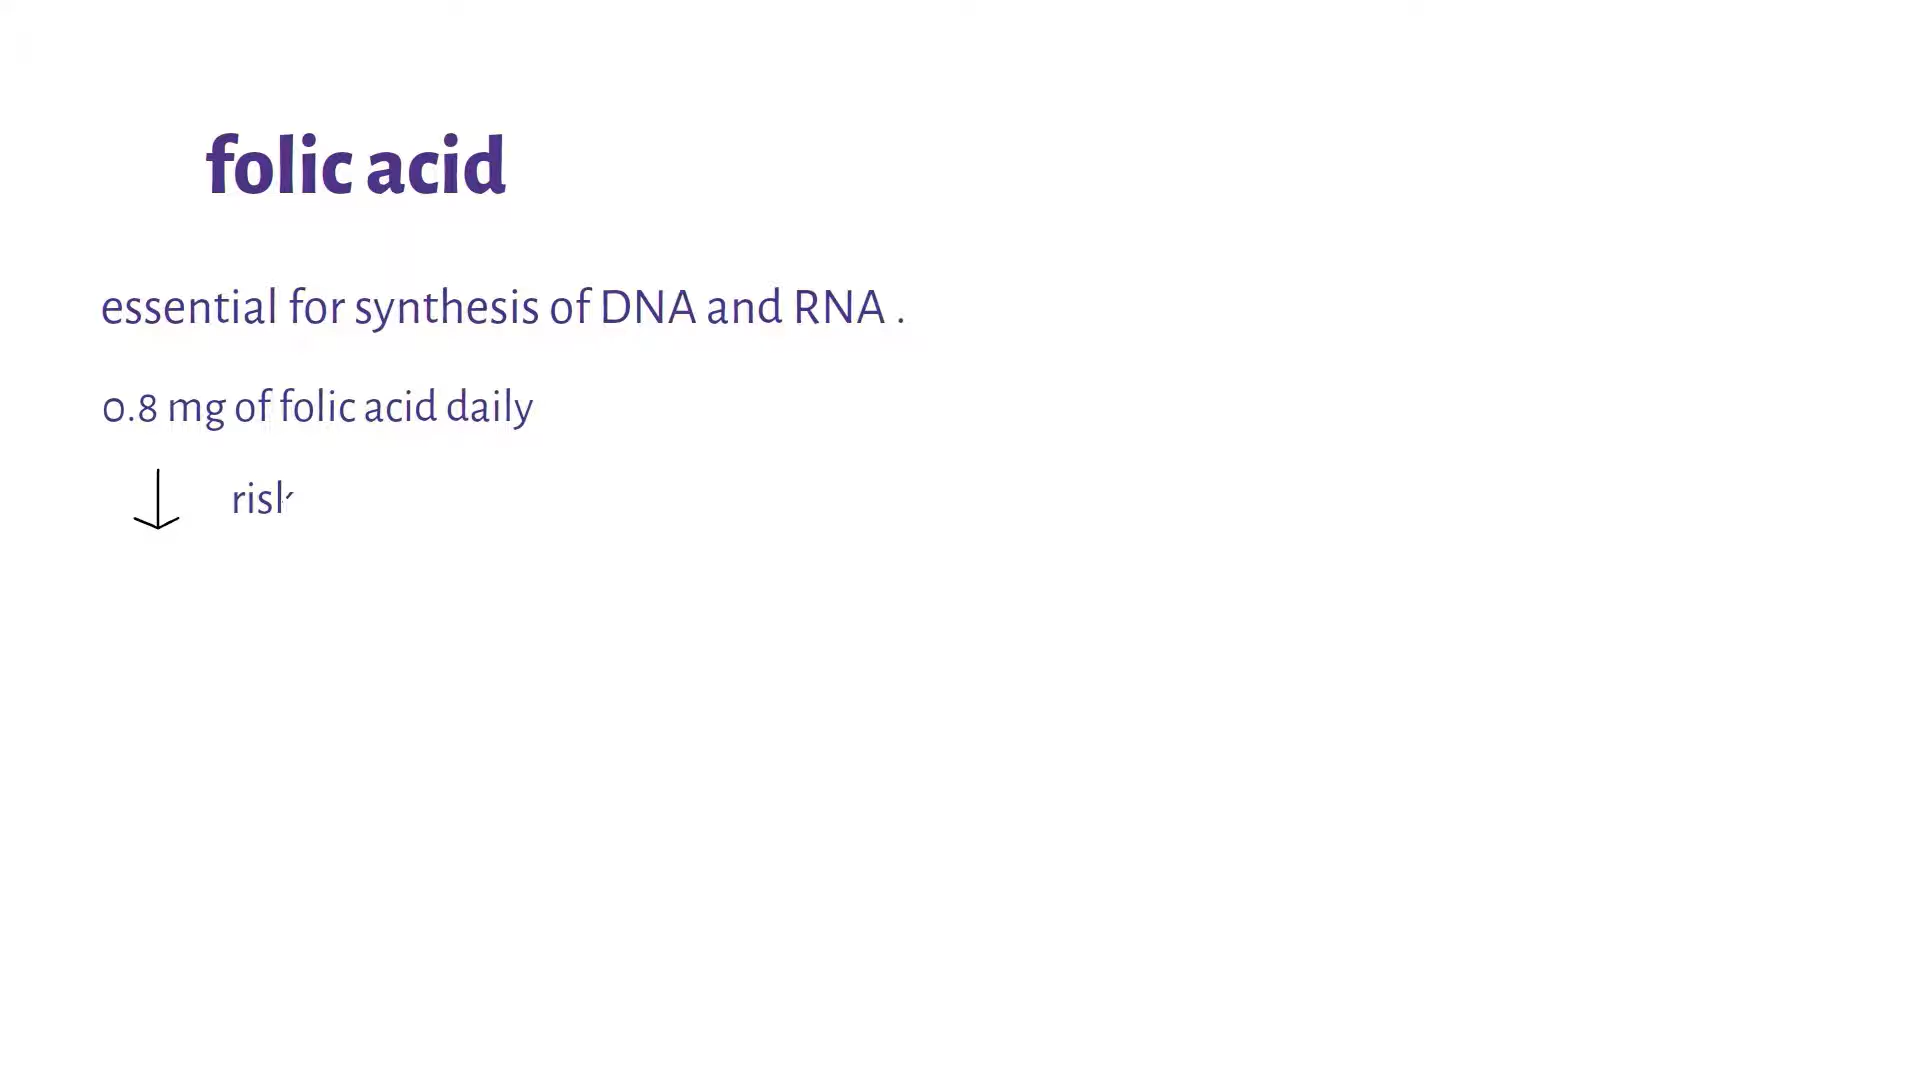 folic acid
essential for synthesis of DNA and RNA .
0.8 mg of folic acid daily
risk